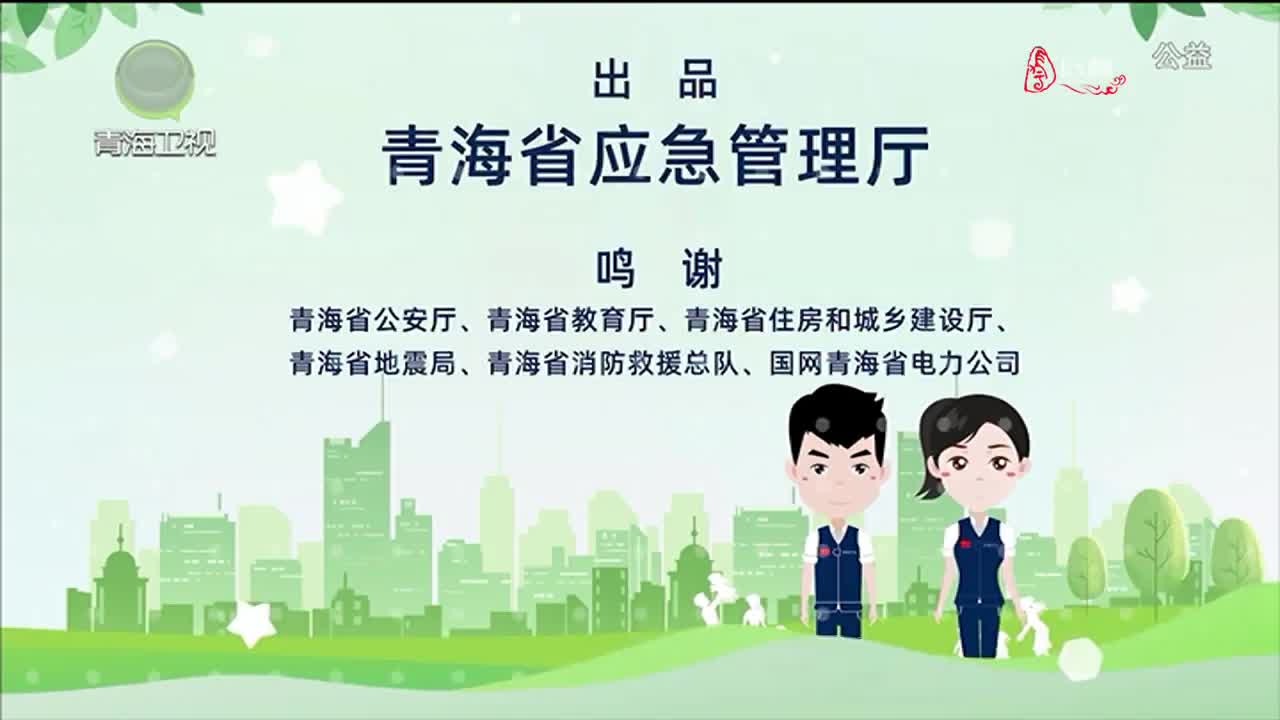 公益
青海卫视
出 品
青海省应急管理厅
鸣 谢
青海省公安厅、青海省教育厅、青海省住房和城乡建设厅、
青海省地震局、青海省消防救援总队、国网青海省电力公司